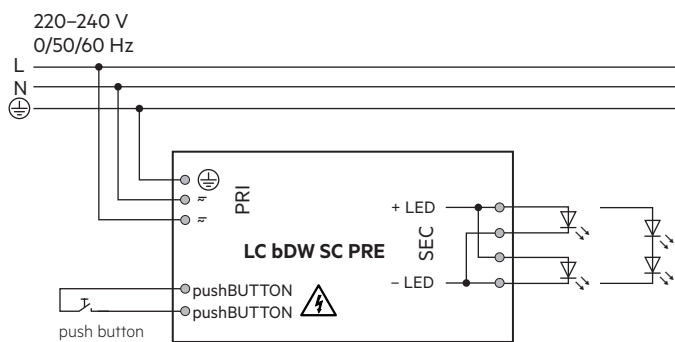 220–240 V
0/50/60 Hz
L
N
PRI
+ LED
SEC
LC bDW SC PRE
– LED
pushBUTTON
pushBUTTON
push button